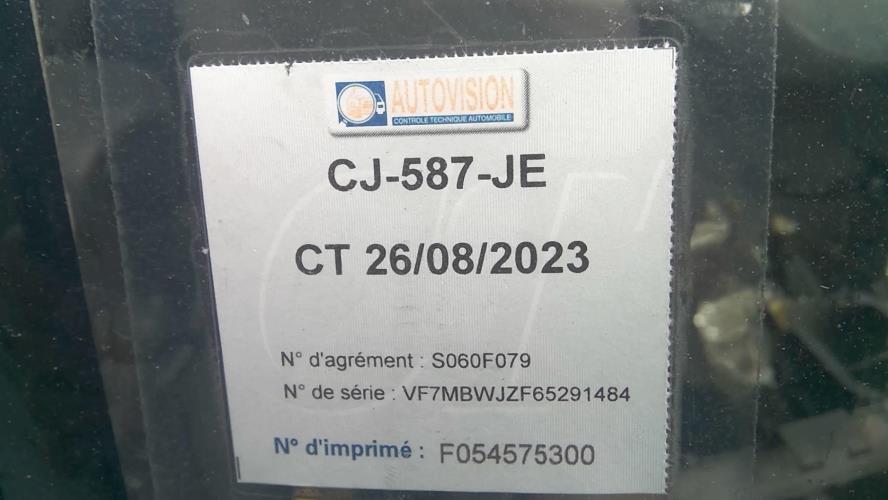 AUTOVISION
CONTROLE TECHNIQUE AUTOMOBILE
CJ-587-JE
CT 26/08/2023
N° d'agrément : S060F079
N° de série : VF7MBWJZF65291484
N° d'imprimé : F054575300